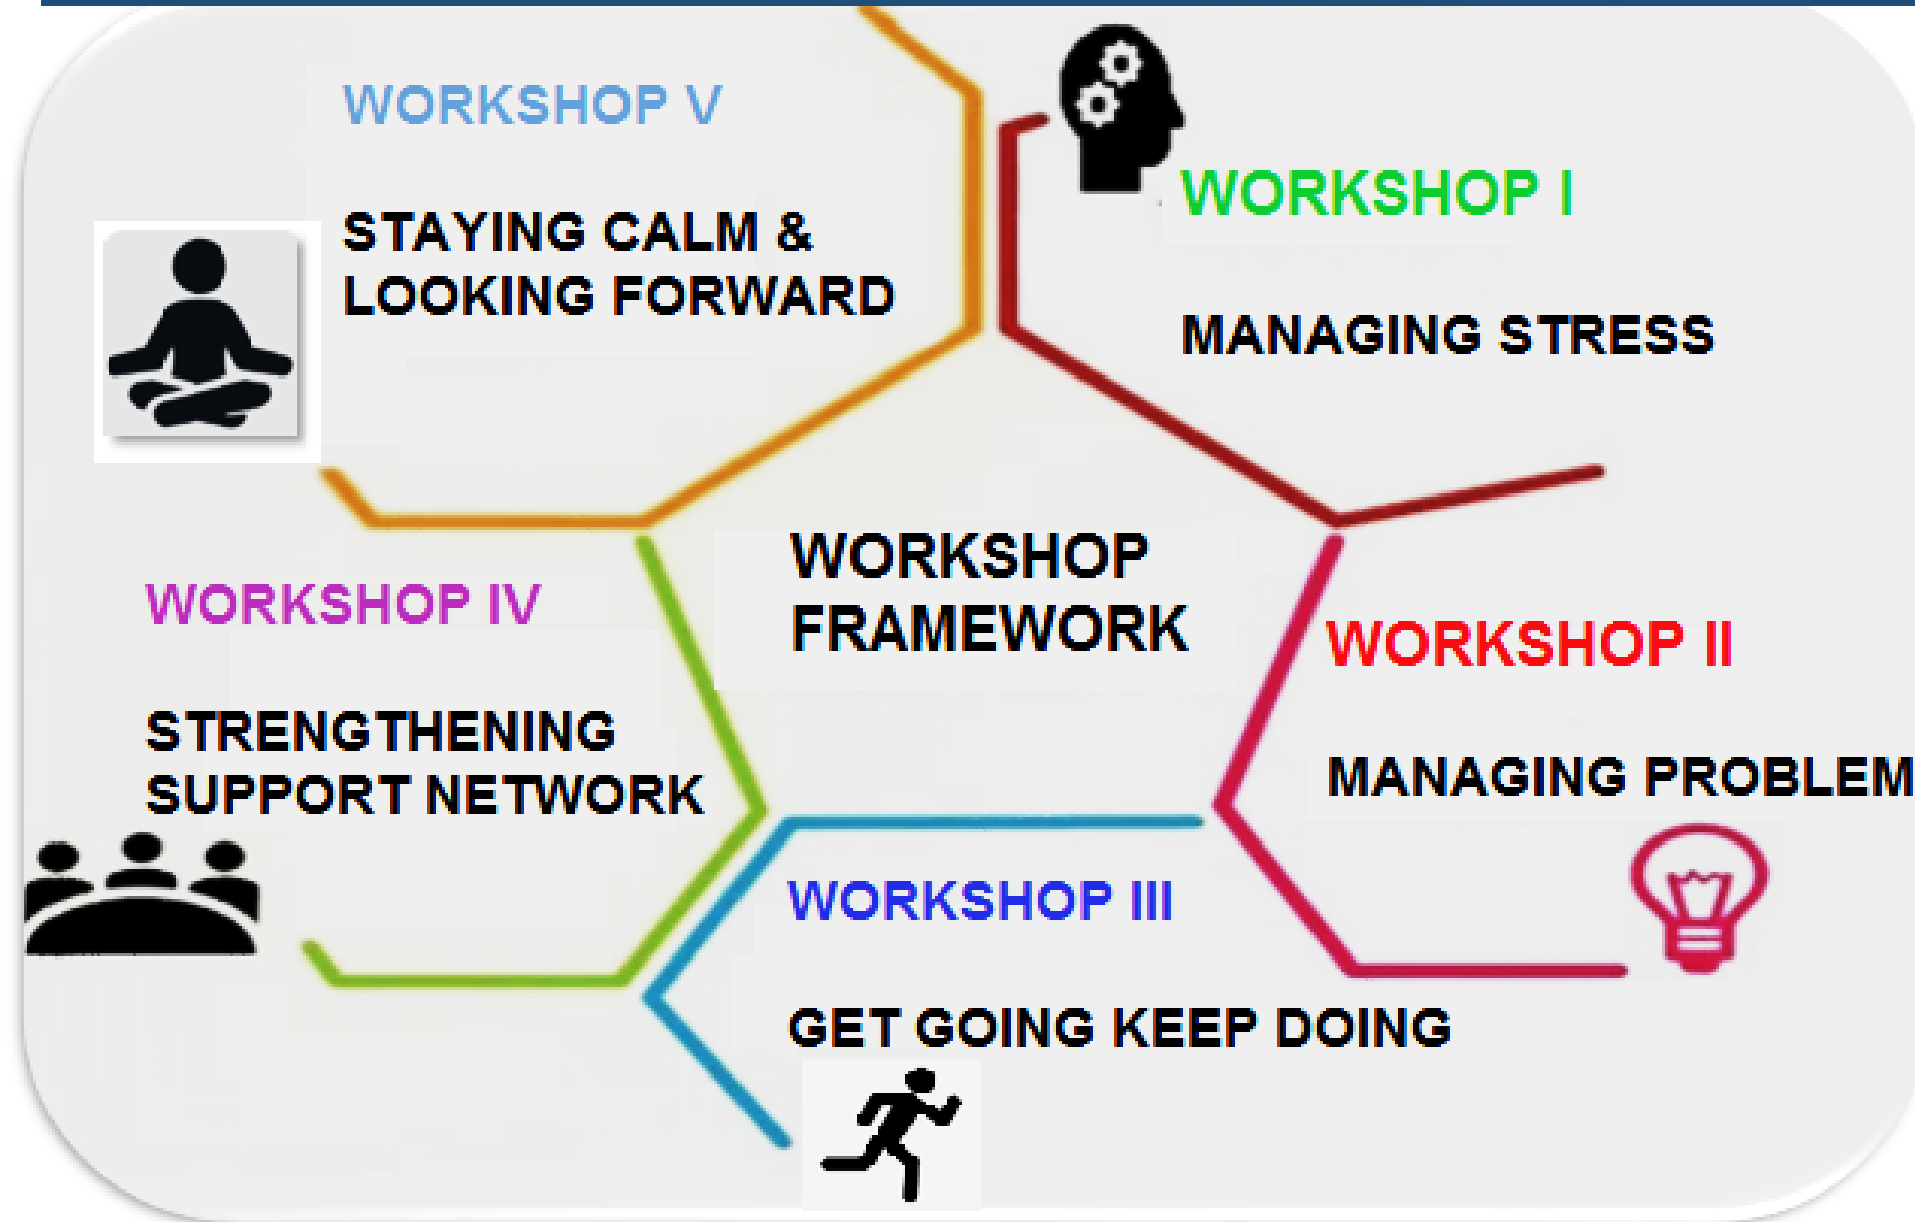 WORKSHOP V
STAYING CALM &
LOOKING FORWARD
WORKSHOP I
MANAGING STRESS
WORKSHOP
FRAMEWORK
WORKSHOP IV
STRENGTHENING
SUPPORT NETWORK
WORKSHOP II
MANAGING PROBLEM
WORKSHOP III
GET GOING KEEP DOING